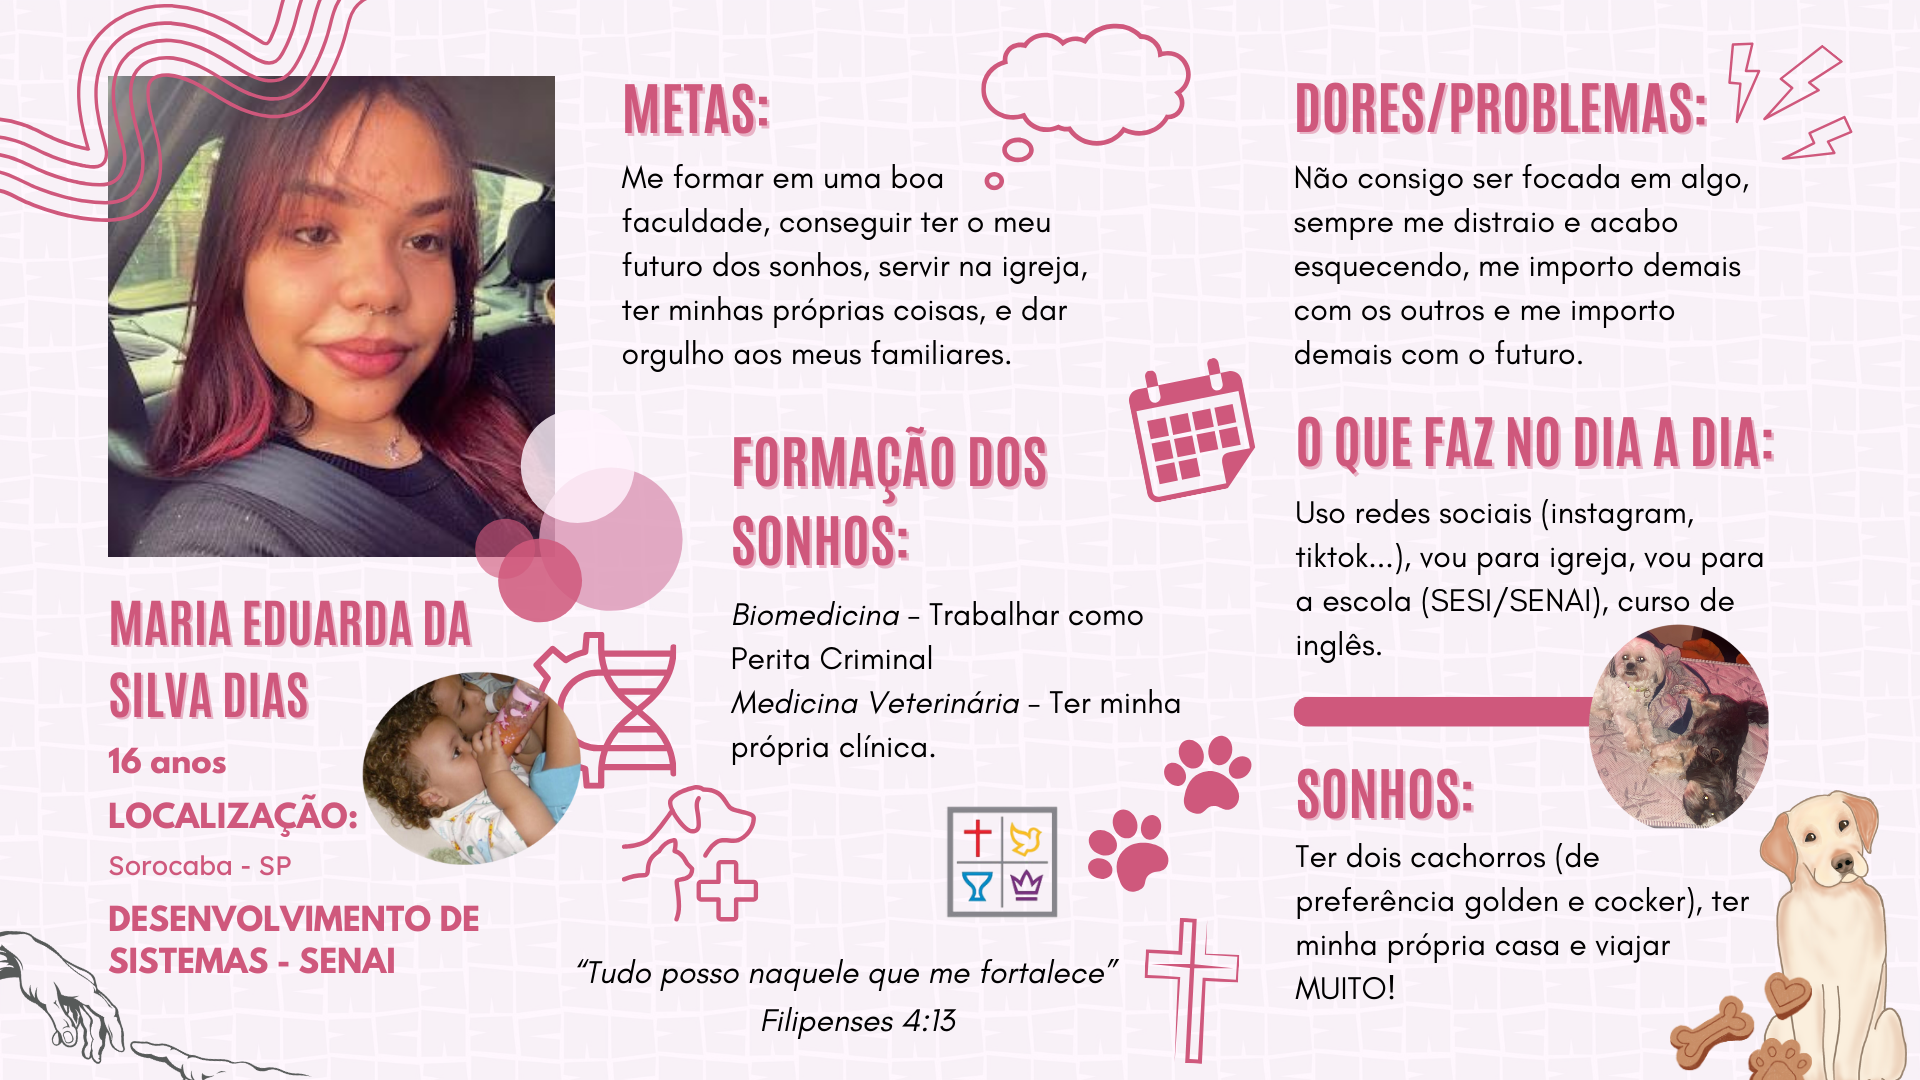 METAS:
Me formar em uma boa
faculdade, conseguir ter o meu
futuro dos sonhos, servir na igreja,
ter minhas próprias coisas, e dar
orgulho aos meus familiares.
DORES/PROBLEMAS:
Não consigo ser focada em algo,
sempre me distraio e acabo
esquecendo, me importo demais
com os outros e me importo
demais com o futuro.
FORMAÇÃO DOS
SONHOS:
Biomedicina - Trabalhar como
Perita Criminal
Medicina Veterinária - Ter minha
própria clínica.
O QUE FAZ NO DIA A DIA:
Uso redes sociais (instagram,
tiktok...), vou para igreja, vou para
a escola (SESI/SENAI), curso de
inglês.
MARIA EDUARDA DA
SILVA DIAS
16 anos
LOCALIZAÇÃO:
Sorocaba - SP
DESENVOLVIMENTO DE
SISTEMAS - SENAI
SONHOS:
Ter dois cachorros (de
preferência golden e cocker), ter
minha própria casa e viajar
MUITO!
“Tudo posso naquele que me fortalece”
Filipenses 4:13